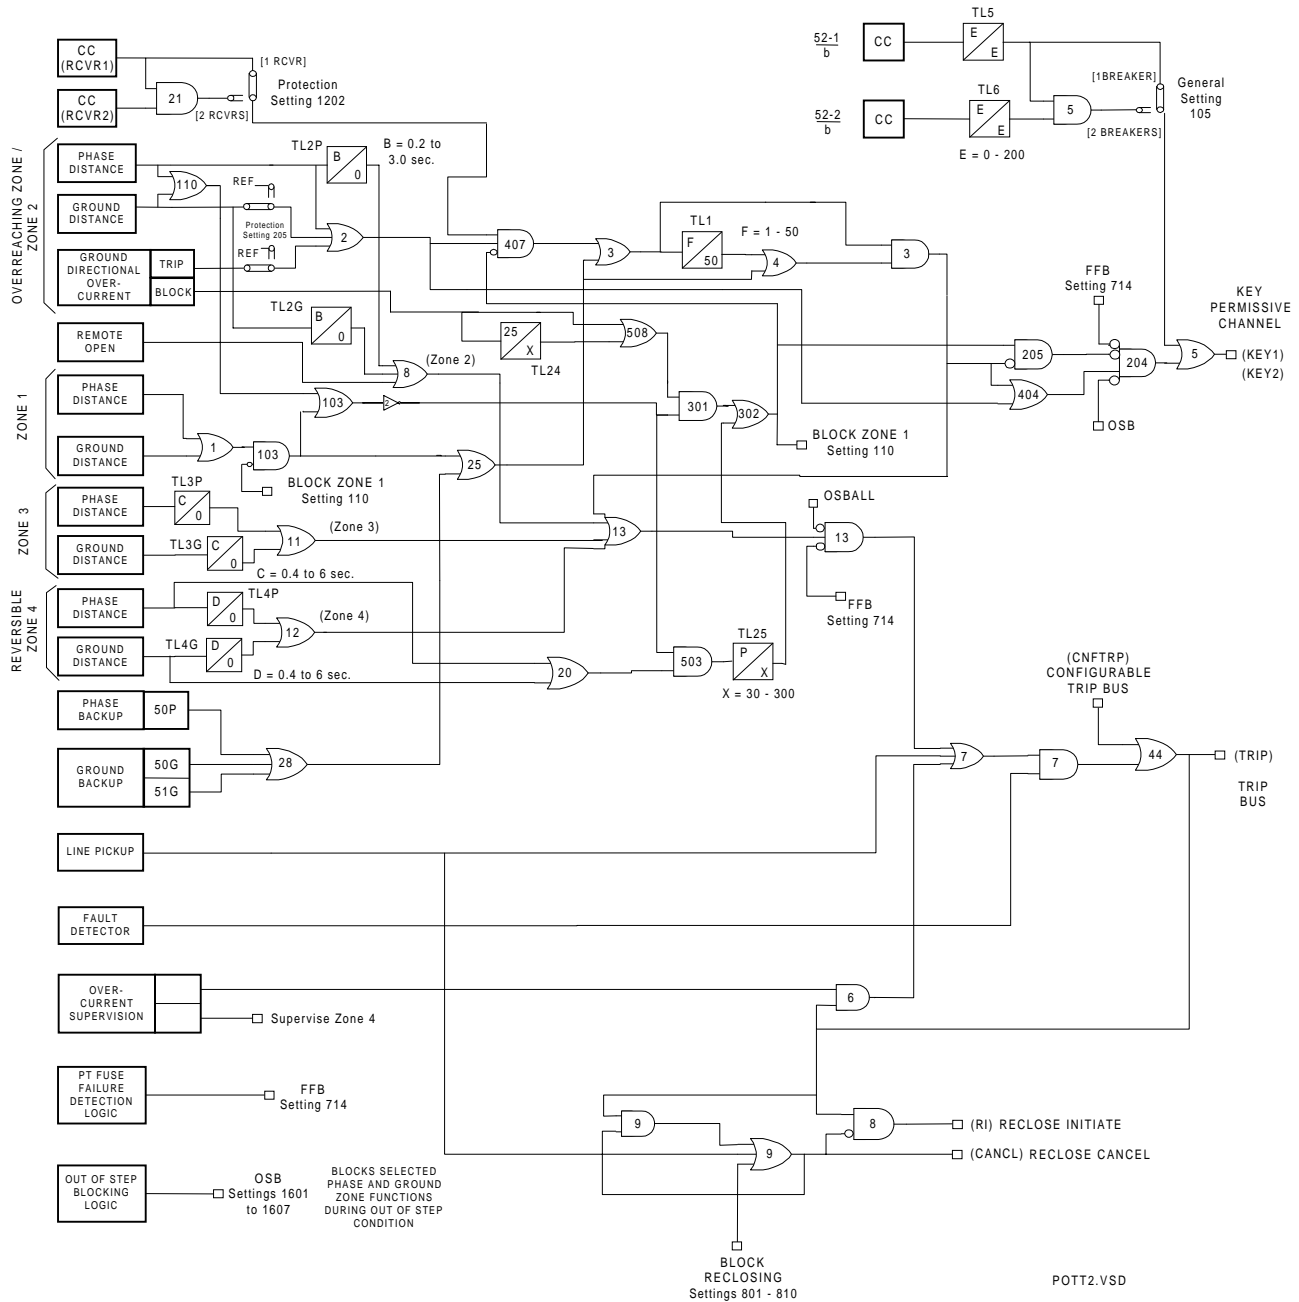 CC
(RCVR1)
[1 RCVR]
Protection
Setting 1202
21
CC
(RCVR2)
[2 RCVRS]
52-1
b
CC
TL5
E
E
[1BREAKER]
General
Setting
105
52-2
b
CC
TL6
E
E
5
[2 BREAKERS]
E = 0 - 200
OVERREACHING ZONE /
ZONE 2
PHASE
DISTANCE
TL2P
B
0
B = 0.2 to
3.0 sec.
110
GROUND
DISTANCE
REF
Protection
Setting 205
REF
2
GROUND
DIRECTIONAL
OVER-
CURRENT
TRIP
BLOCK
407
3
TL1
F
50
F = 1 - 50
4
3
FFB
Setting 714
KEY
PERMISSIVE
CHANNEL
TL2G
B
0
25
X
TL24
508
205
204
5
(KEY1)
(KEY2)
REMOTE
OPEN
8
(Zone 2)
404
OSB
ZONE 1
PHASE
DISTANCE
103
2
301
302
BLOCK ZONE 1
Setting 110
GROUND
DISTANCE
1
103
25
BLOCK ZONE 1
Setting 110
ZONE 3
PHASE
DISTANCE
TL3P
C
0
OSBALL
GROUND
DISTANCE
TL3G
C
0
11
(Zone 3)
13
13
C = 0.4 to 6 sec.
REVERSIBLE
ZONE 4
PHASE
DISTANCE
D
0
TL4P
12
(Zone 4)
FFB
Setting 714
GROUND
DISTANCE
TL4G
D
0
D = 0.4 to 6 sec.
20
503
TL25
P
X
X = 30 - 300
(CNFTRP)
CONFIGURABLE
TRIP BUS
PHASE
BACKUP
50P
GROUND
BACKUP
50G
51G
28
7
7
44
(TRIP)
TRIP
BUS
LINE PICKUP
FAULT
DETECTOR
OVER-
CURRENT
SUPERVISION
Supervise Zone 4
6
PT FUSE
FAILURE
DETECTION
LOGIC
FFB
Setting 714
9
8
(RI) RECLOSE INITIATE
9
(CANCL) RECLOSE CANCEL
OUT OF STEP
BLOCKING
LOGIC
OSB
Settings 1601
to 1607
BLOCKS SELECTED
PHASE AND GROUND
ZONE FUNCTIONS
DURING OUT OF STEP
CONDITION
BLOCK
RECLOSING
Settings 801 - 810
POTT2.VSD